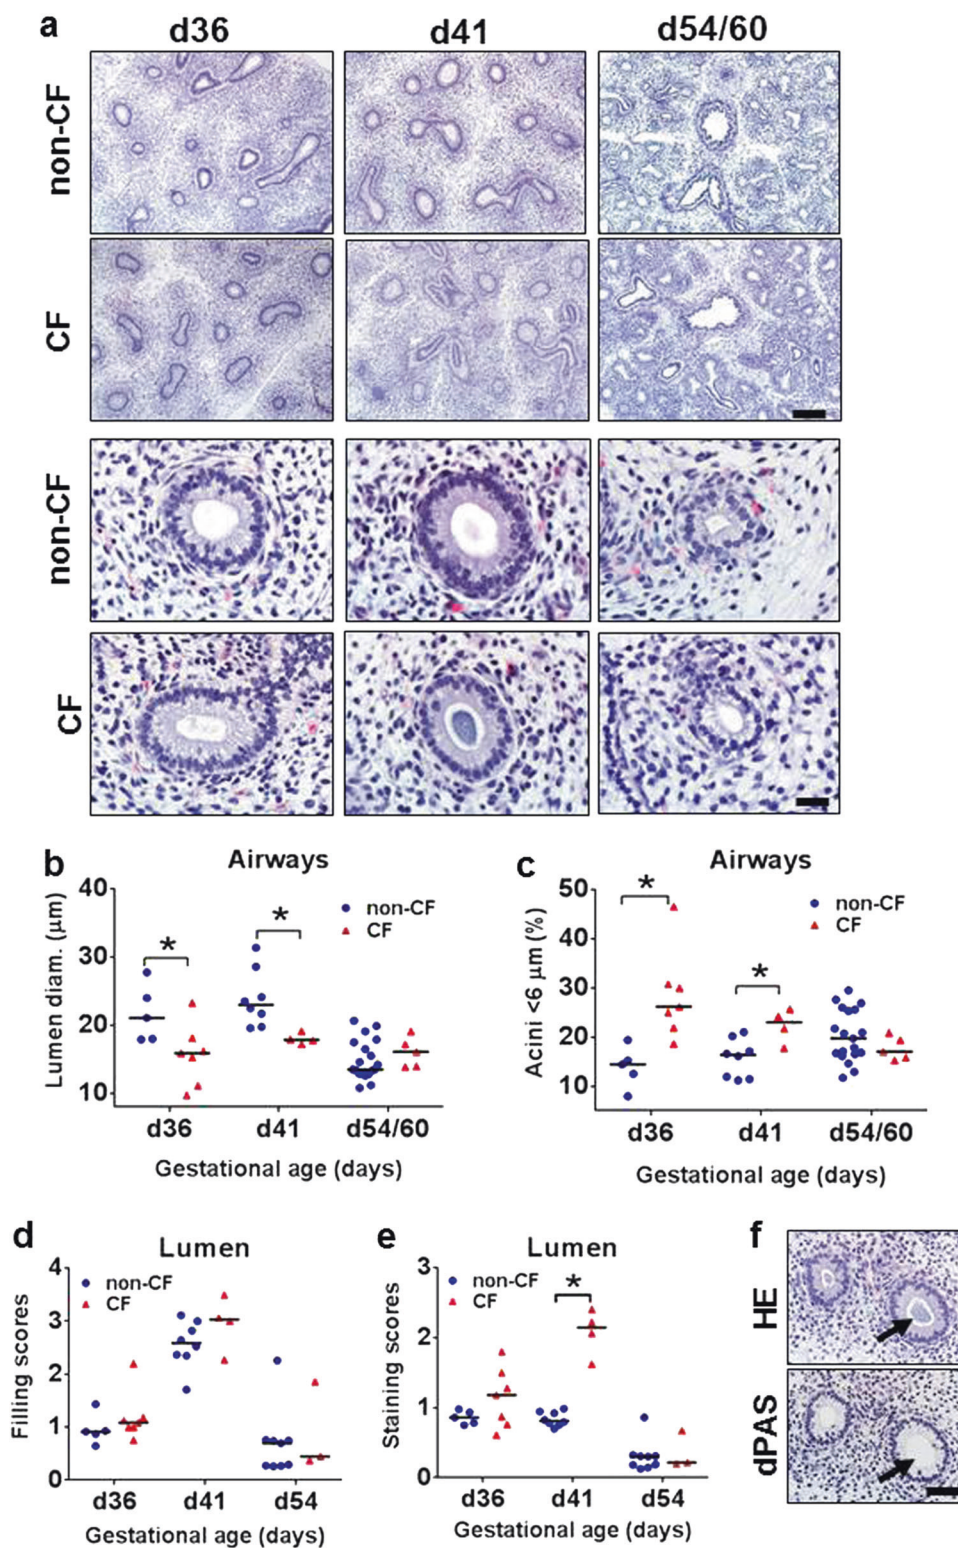 a
d36 d41 d54/60
non-CF
CF
non-CF
CF
b
Airways
Lumen diam. (μm)
40
30
20
10
non-CF
CF
*
*
d36 d41 d54/60
Gestational age (days)
c
Airways
Acini <6 μm (%)
50
40
30
20
10
non-CF
CF
*
*
d36 d41 d54/60
Gestational age (days)
d
Lumen
Filling scores
4
3
2
1
0
non-CF
CF
d36 d41 d54
Gestational age (days)
e
Lumen
Staining scores
3
2
1
0
non-CF
CF
*
d36 d41 d54
Gestational age (days)
f
HE
dPAS